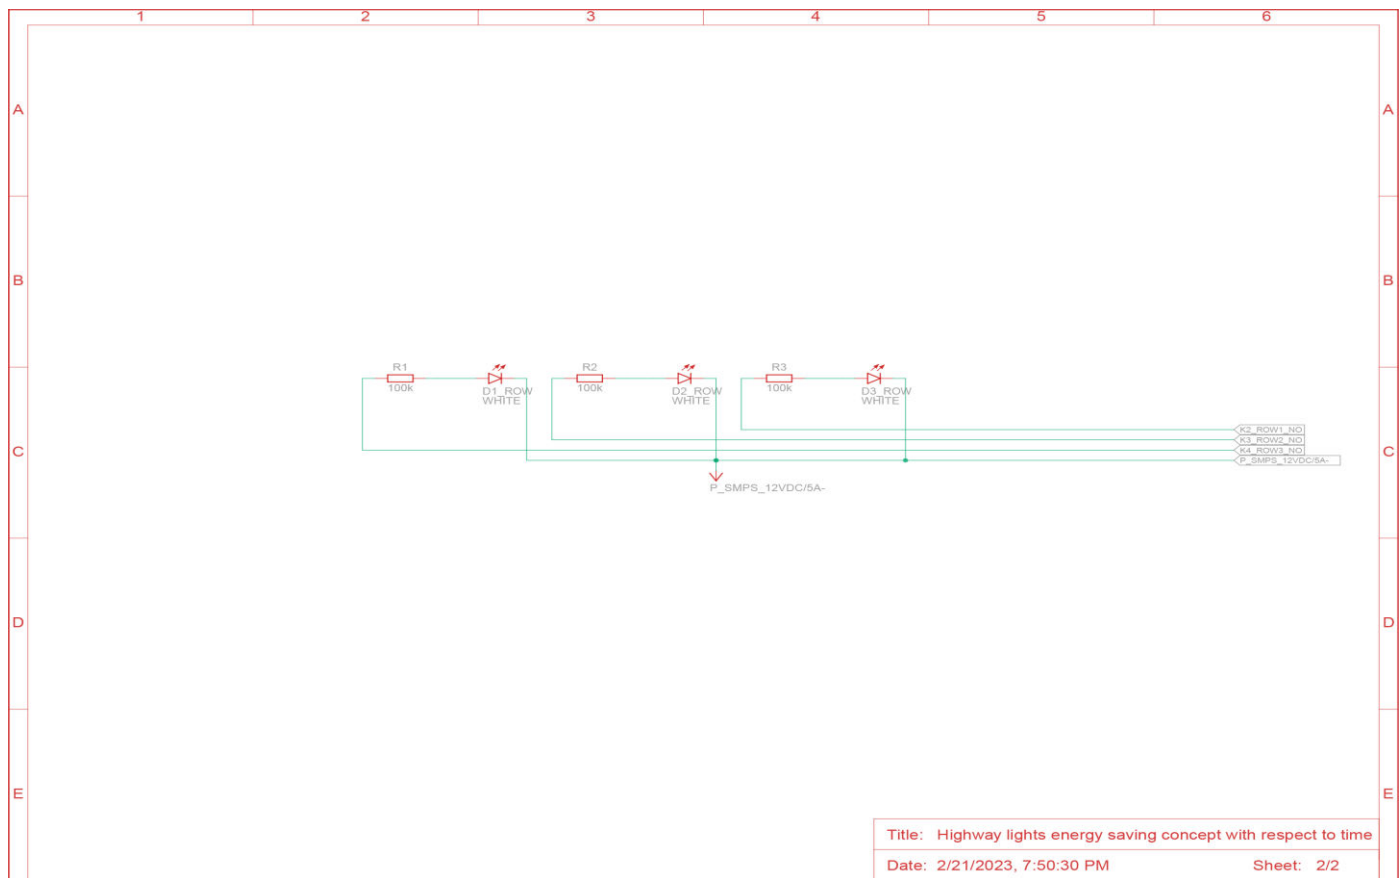 1 2 3 4 5 6
A A
B B
R1 R2 R3
100k 100k 100k
D1_ROW D2_ROW D3_ROW
WHITE WHITE WHITE
K2_ROW1_NO
K3_ROW2_NO
C C
K4_ROW3_NO
P_SMPS_12VDC/5A-
P_SMPS_12VDC/5A-
D D
E E
Title: Highway lights energy saving concept with respect to time
Date: 2/21/2023, 7:50:30 PM Sheet: 2/2